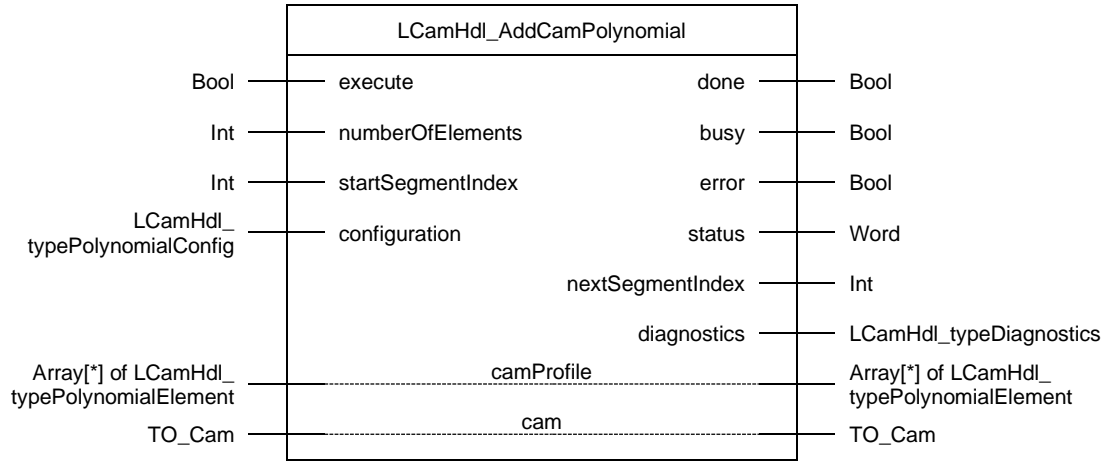 LCamHdl_AddCamPolynomial
Bool execute done Bool
Int numberOfElements busy Bool
Int startSegmentIndex error Bool
LCamHdl_
typePolynomialConfig configuration status Word
nextSegmentIndex Int
diagnostics LCamHdl_typeDiagnostics
Array[*] of LCamHdl_ camProfile Array[*] of LCamHdl_
typePolynomialElement typePolynomialElement
TO_Cam cam TO_Cam